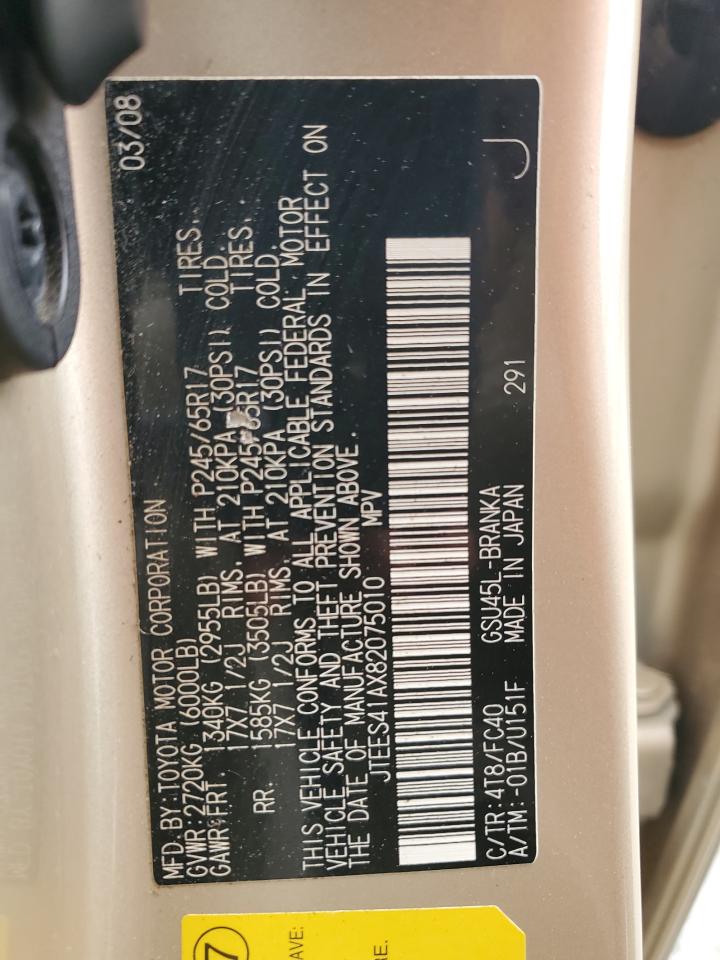 MFD. BY: TOYOTA MOTOR CORPORATION 03/08
GVWR: 2720KG (6000LB)
GAWR: FRT. 1340KG (2955LB) WITH P245/65R17 TIRES.
17X7 1/2J RIMS, AT 210KPA (30PSI) COLD.
RR. 1585KG (3505LB) WITH P245/65R17 TIRES.
17X7 1/2J RIMS, AT 210KPA (30PSI) COLD.
THIS VEHICLE CONFORMS TO ALL APPLICABLE FEDERAL MOTOR
VEHICLE SAFETY AND THEFT PREVENTION STANDARDS IN EFFECT ON
THE DATE OF MANUFACTURE SHOWN ABOVE.
JTEES41AX82075010 MPV
C/TR: 4T8/FC40 GSU45L-BRANKA J
A/TM: -01B/U151F MADE IN JAPAN 291
7
AVE:
RE.